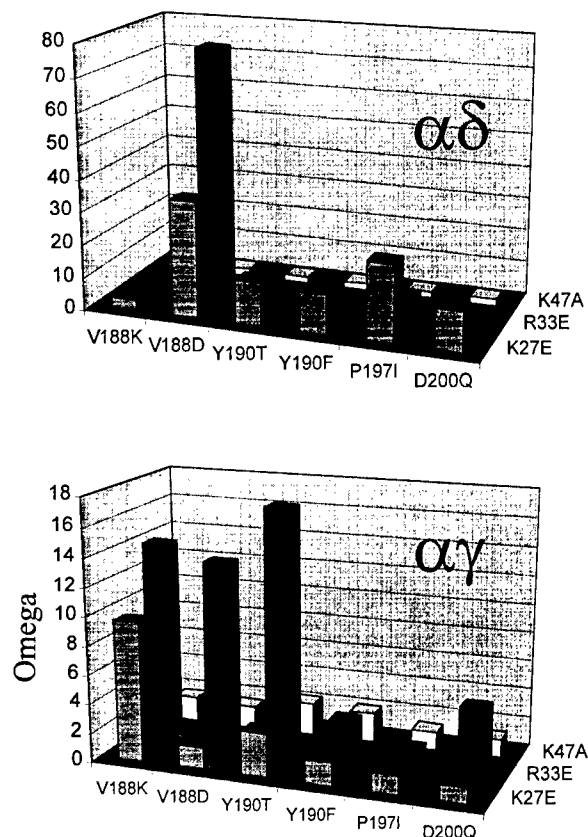 80
70
60
50
40
30
20
10
0
αδ
V188K
V188D
Y190T
Y190F
P197I
D200Q
K47A
R33E
K27E
18
16
14
12
10
8
6
4
2
0
Omega
αγ
V188K
V188D
Y190T
Y190F
P197I
D200Q
K47A
R33E
K27E